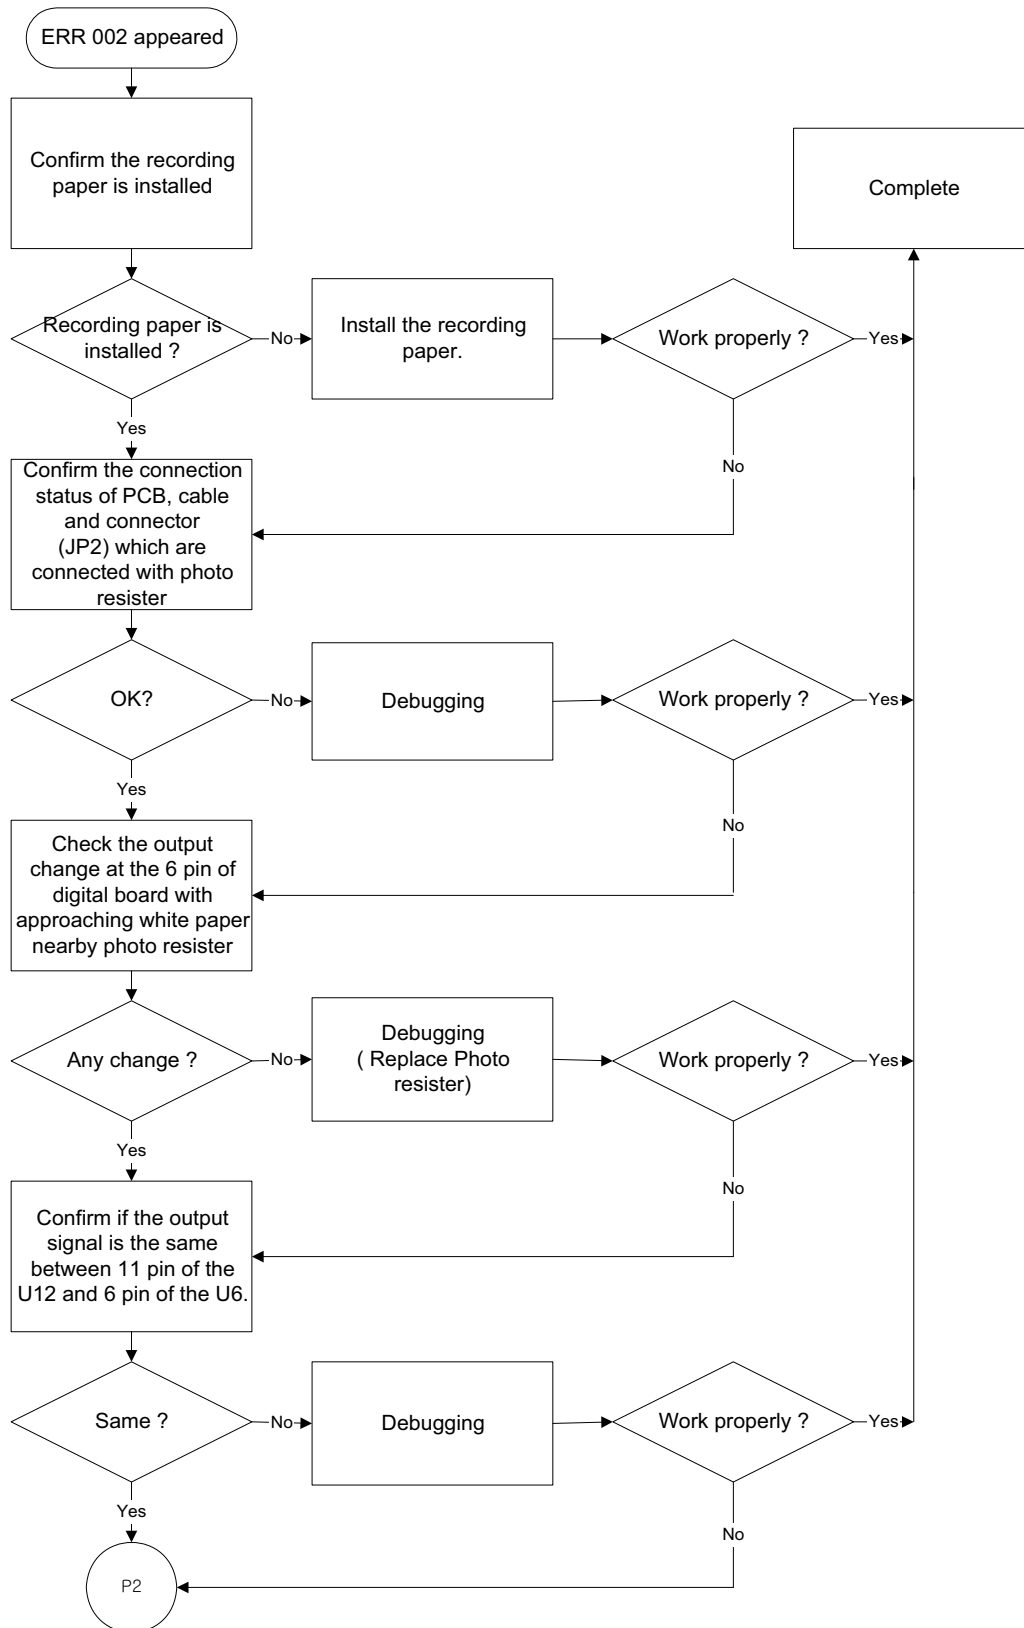 ERR 002 appeared
Confirm the recording
paper is installed
Complete
Recording paper is
installed ?
No
Install the recording
paper.
Work properly ?
Yes
Yes
No
Confirm the connection
status of PCB, cable
and connector
(JP2) which are
connected with photo
resister
OK?
No
Debugging
Work properly ?
Yes
Yes
No
Check the output
change at the 6 pin of
digital board with
approaching white paper
nearby photo resister
Any change ?
No
Debugging
( Replace Photo
resister)
Work properly ?
Yes
Yes
No
Confirm if the output
signal is the same
between 11 pin of the
U12 and 6 pin of the U6.
Same ?
No
Debugging
Work properly ?
Yes
Yes
No
P2